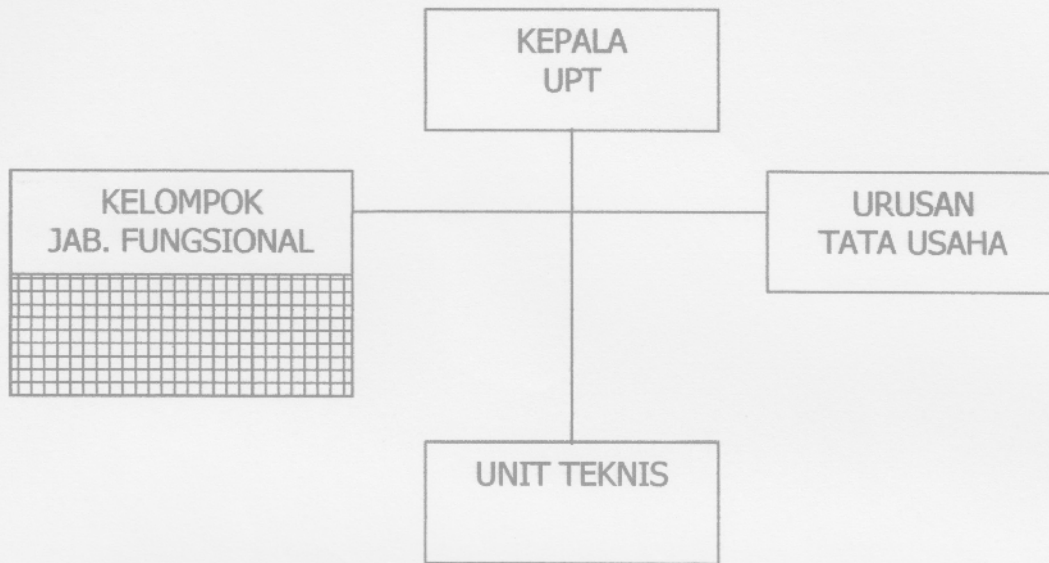 KEPALA
UPT
KELOMPOK
JAB. FUNGSIONAL
URUSAN
TATA USAHA
UNIT TEKNIS